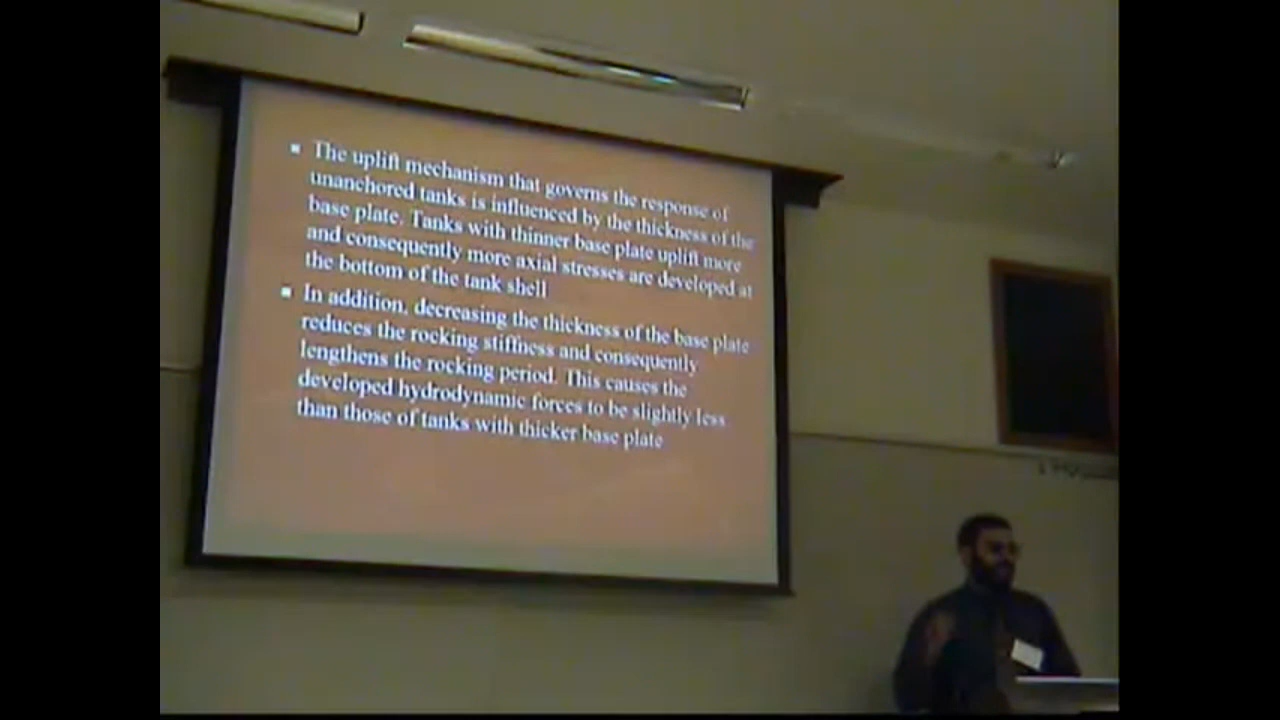 The uplift mechanism that governs the response of
unanchored tanks is influenced by the thickness of the
base plate. Tanks with thinner base plate uplift more
and consequently more axial stresses are developed at
the bottom of the tank shell
In addition, decreasing the thickness of the base plate
reduces the rocking stiffness and consequently
lengthens the rocking period. This causes the
developed hydrodynamic forces to be slightly less
than those of tanks with thicker base plate